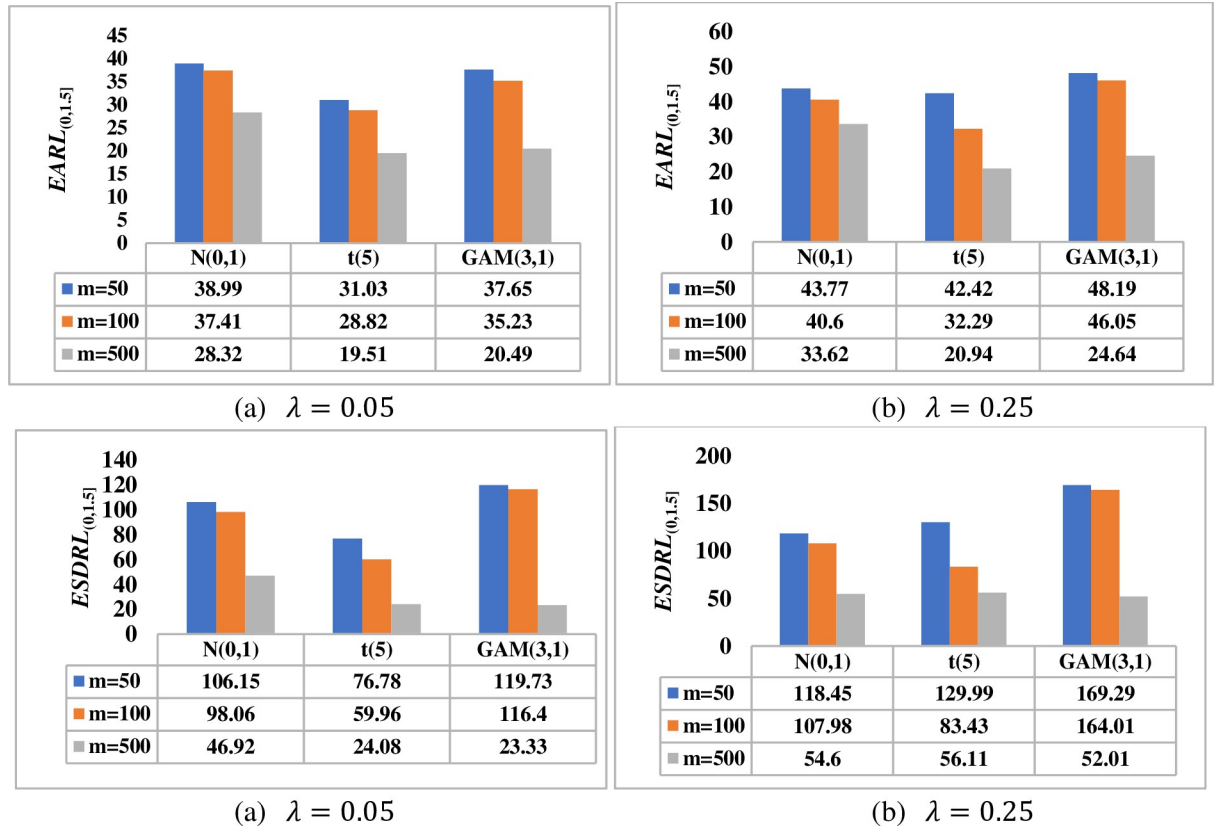 EARL(0,1.5]
45
40
35
30
25
20
15
10
5
0
N(0,1) t(5) GAM(3,1)
m=50 38.99 31.03 37.65
m=100 37.41 28.82 35.23
m=500 28.32 19.51 20.49
(a) λ = 0.05
EARL(0,1.5]
60
50
40
30
20
10
0
N(0,1) t(5) GAM(3,1)
m=50 43.77 42.42 48.19
m=100 40.6 32.29 46.05
m=500 33.62 20.94 24.64
(b) λ = 0.25
ESDRL(0,1.5]
140
120
100
80
60
40
20
0
N(0,1) t(5) GAM(3,1)
m=50 106.15 76.78 119.73
m=100 98.06 59.96 116.4
m=500 46.92 24.08 23.33
(a) λ = 0.05
ESDRL(0,1.5]
200
150
100
50
0
N(0,1) t(5) GAM(3,1)
m=50 118.45 129.99 169.29
m=100 107.98 83.43 164.01
m=500 54.6 56.11 52.01
(b) λ = 0.25